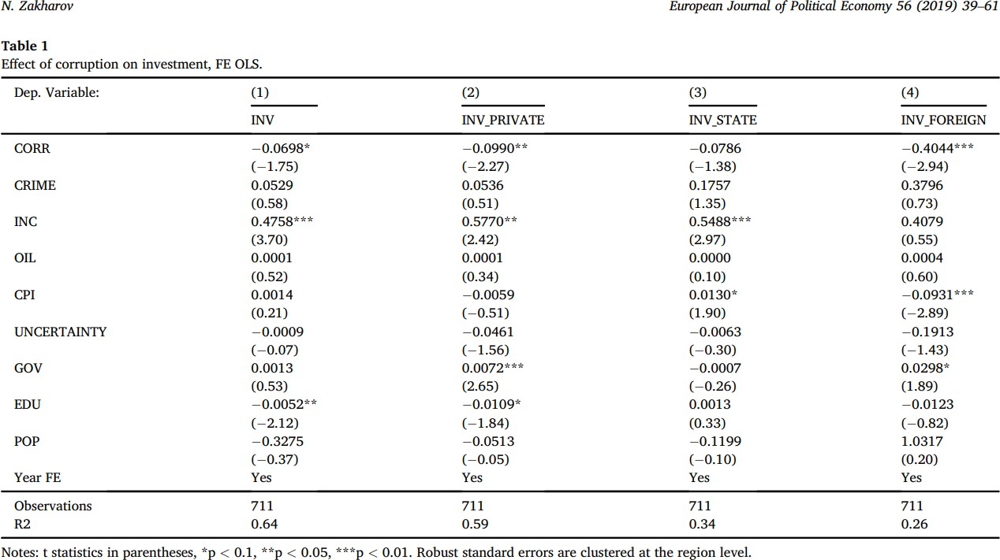 N. Zakharov European Journal of Political Economy 56 (2019) 39–61
Table 1
Effect of corruption on investment, FE OLS.
Dep. Variable: (1) (2) (3) (4)
INV INV_PRIVATE INV_STATE INV_FOREIGN
CORR −0.0698* −0.0990** −0.0786 −0.4044***
(−1.75) (−2.27) (−1.38) (−2.94)
CRIME 0.0529 0.0536 0.1757 0.3796
(0.58) (0.51) (1.35) (0.73)
INC 0.4758*** 0.5770** 0.5488*** 0.4079
(3.70) (2.42) (2.97) (0.55)
OIL 0.0001 0.0001 0.0000 0.0004
(0.52) (0.34) (0.10) (0.60)
CPI 0.0014 −0.0059 0.0130* −0.0931***
(0.21) (−0.51) (1.90) (−2.89)
UNCERTAINTY −0.0009 −0.0461 −0.0063 −0.1913
(−0.07) (−1.56) (−0.30) (−1.43)
GOV 0.0013 0.0072*** −0.0007 0.0298*
(0.53) (2.65) (−0.26) (1.89)
EDU −0.0052** −0.0109* 0.0013 −0.0123
(−2.12) (−1.84) (0.33) (−0.82)
POP −0.3275 −0.0513 −0.1199 1.0317
(−0.37) (−0.05) (−0.10) (0.20)
Year FE Yes Yes Yes Yes
Observations 711 711 711 711
R2 0.64 0.59 0.34 0.26
Notes: t statistics in parentheses, *p < 0.1, **p < 0.05, ***p < 0.01. Robust standard errors are clustered at the region level.